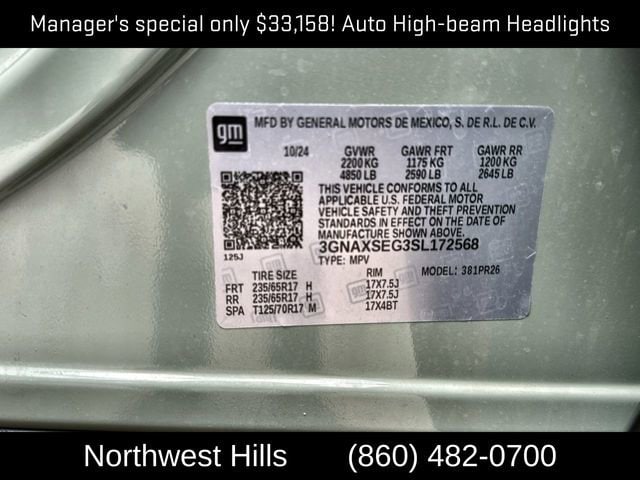 Manager's special only $33,158! Auto High-beam Headlights
gm
MFD BY GENERAL MOTORS DE MEXICO, S. DE R.L. DE C.V.
10/24 GVWR GAWR FRT GAWR RR
2200 KG 1175 KG 1200 KG
4850 LB 2590 LB 2645 LB
THIS VEHICLE CONFORMS TO ALL
APPLICABLE U.S. FEDERAL MOTOR
VEHICLE SAFETY AND THEFT PREVENTION
STANDARDS IN EFFECT ON THE DATE OF
MANUFACTURE SHOWN ABOVE.
3GNAXSEG3SL172568
125J TYPE: MPV
TIRE SIZE RIM MODEL: 381PR26
FRT 235/65R17 H 17X7.5J
RR 235/65R17 H 17X7.5J
SPA T125/70R17 M 17X4BT
Northwest Hills (860) 482-0700